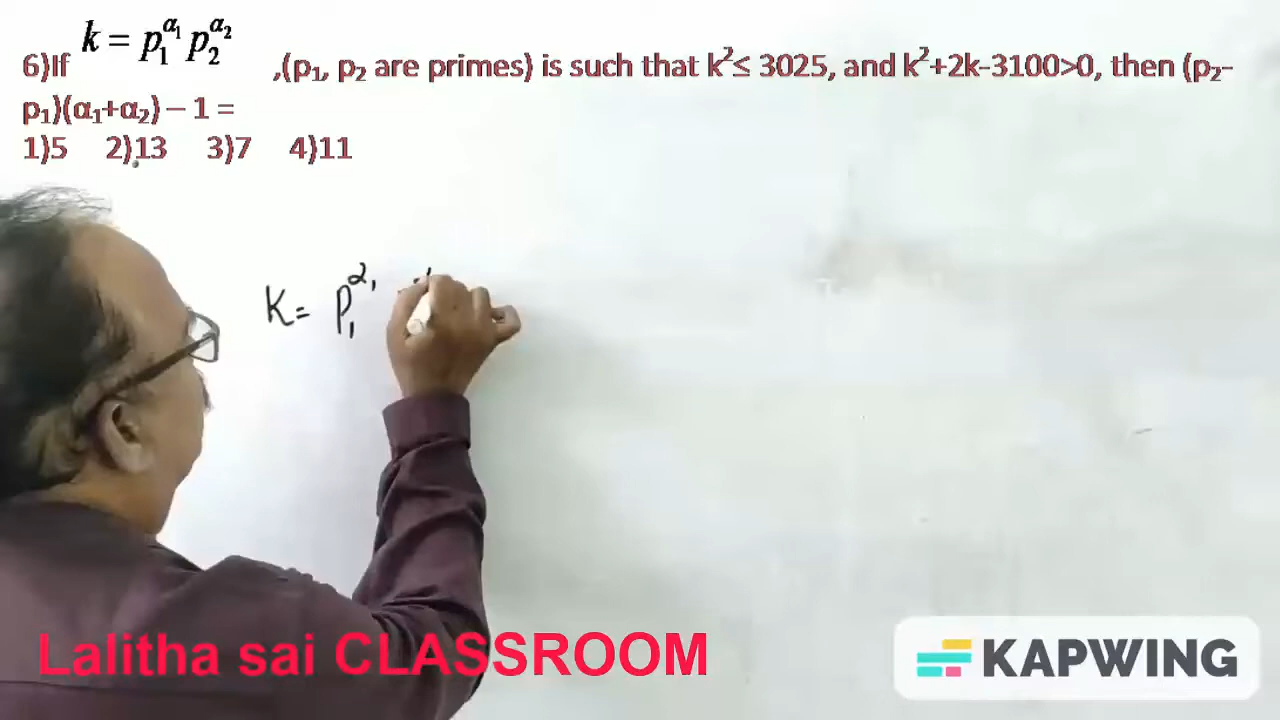 6)If k = p₁^α₁ p₂^α₂ ,(p₁, p₂ are primes) is such that k²≤ 3025, and k²+2k-3100>0, then (p₂-
p₁)(α₁+α₂) – 1 =
1)5 2)13 3)7 4)11
K = p₁^α₁
Lalitha sai CLASSROOM
KAPWING